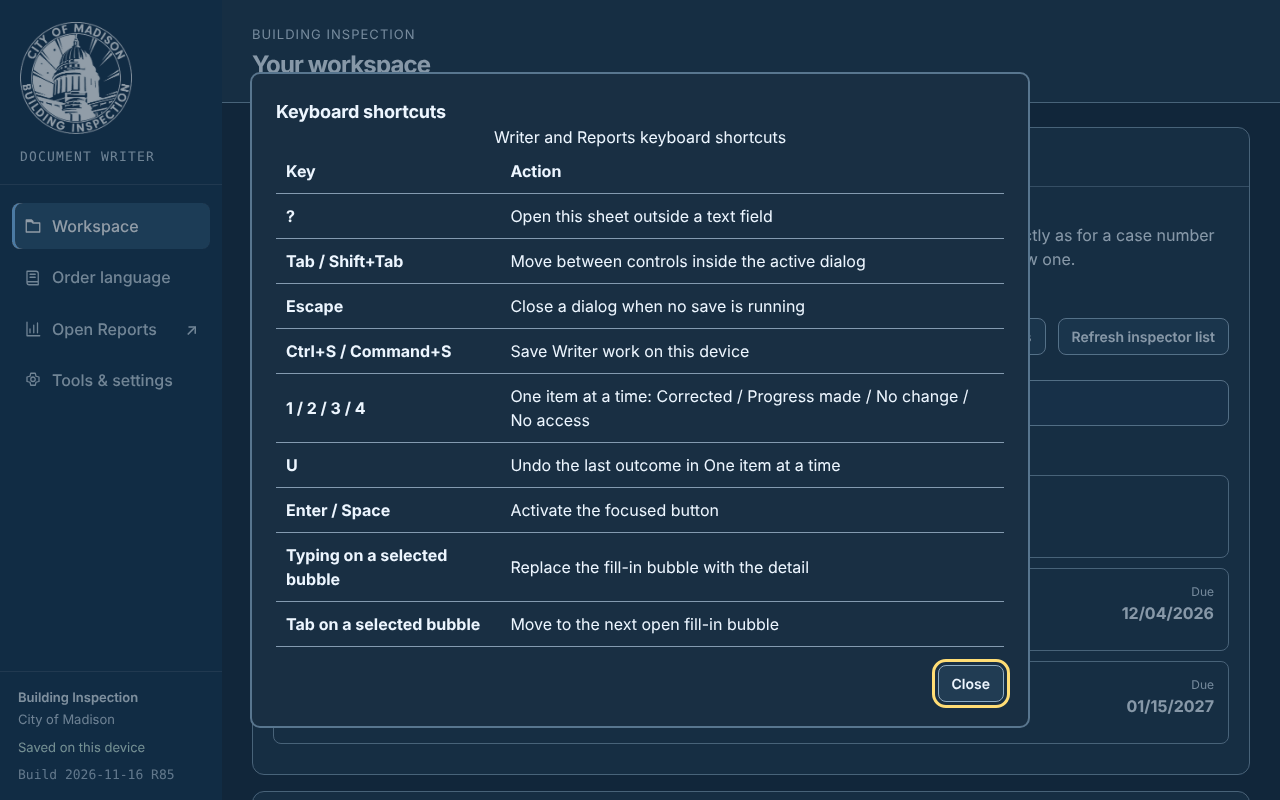 CITY OF MADISON
BUILDING INSPECTION
DOCUMENT WRITER
Workspace
Order language
Open Reports
Tools & settings
Building Inspection
City of Madison
Saved on this device
Build 2026-11-16 R85
BUILDING INSPECTION
Your workspace
Keyboard shortcuts
Writer and Reports keyboard shortcuts
Key Action
? Open this sheet outside a text field
Tab / Shift+Tab Move between controls inside the active dialog
Escape Close a dialog when no save is running
Ctrl+S / Command+S Save Writer work on this device
1 / 2 / 3 / 4 One item at a time: Corrected / Progress made / No change /
No access
U Undo the last outcome in One item at a time
Enter / Space Activate the focused button
Typing on a selected
bubble
Replace the fill-in bubble with the detail
Tab on a selected bubble Move to the next open fill-in bubble
Close
as for a case number
one.
Refresh inspector list
Due
12/04/2026
Due
01/15/2027